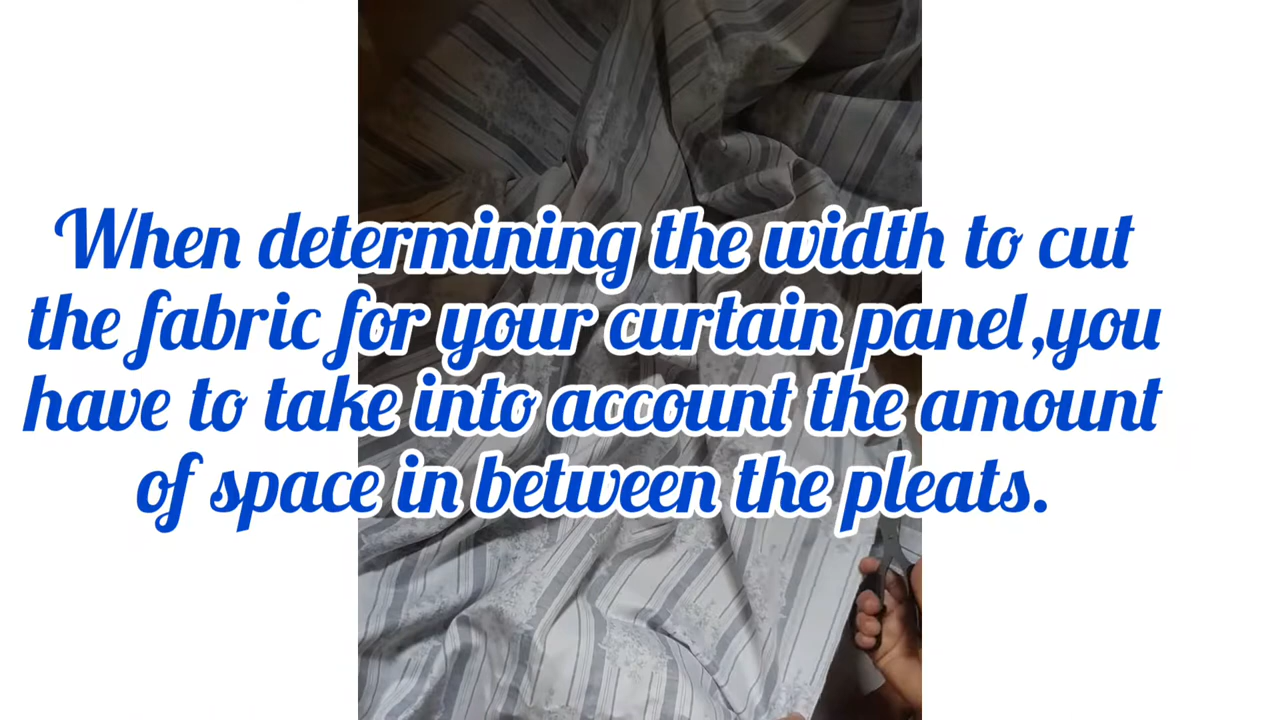 When determining the width to cut
the fabric for your curtain panel,you
have to take into account the amount
of space in between the pleats.